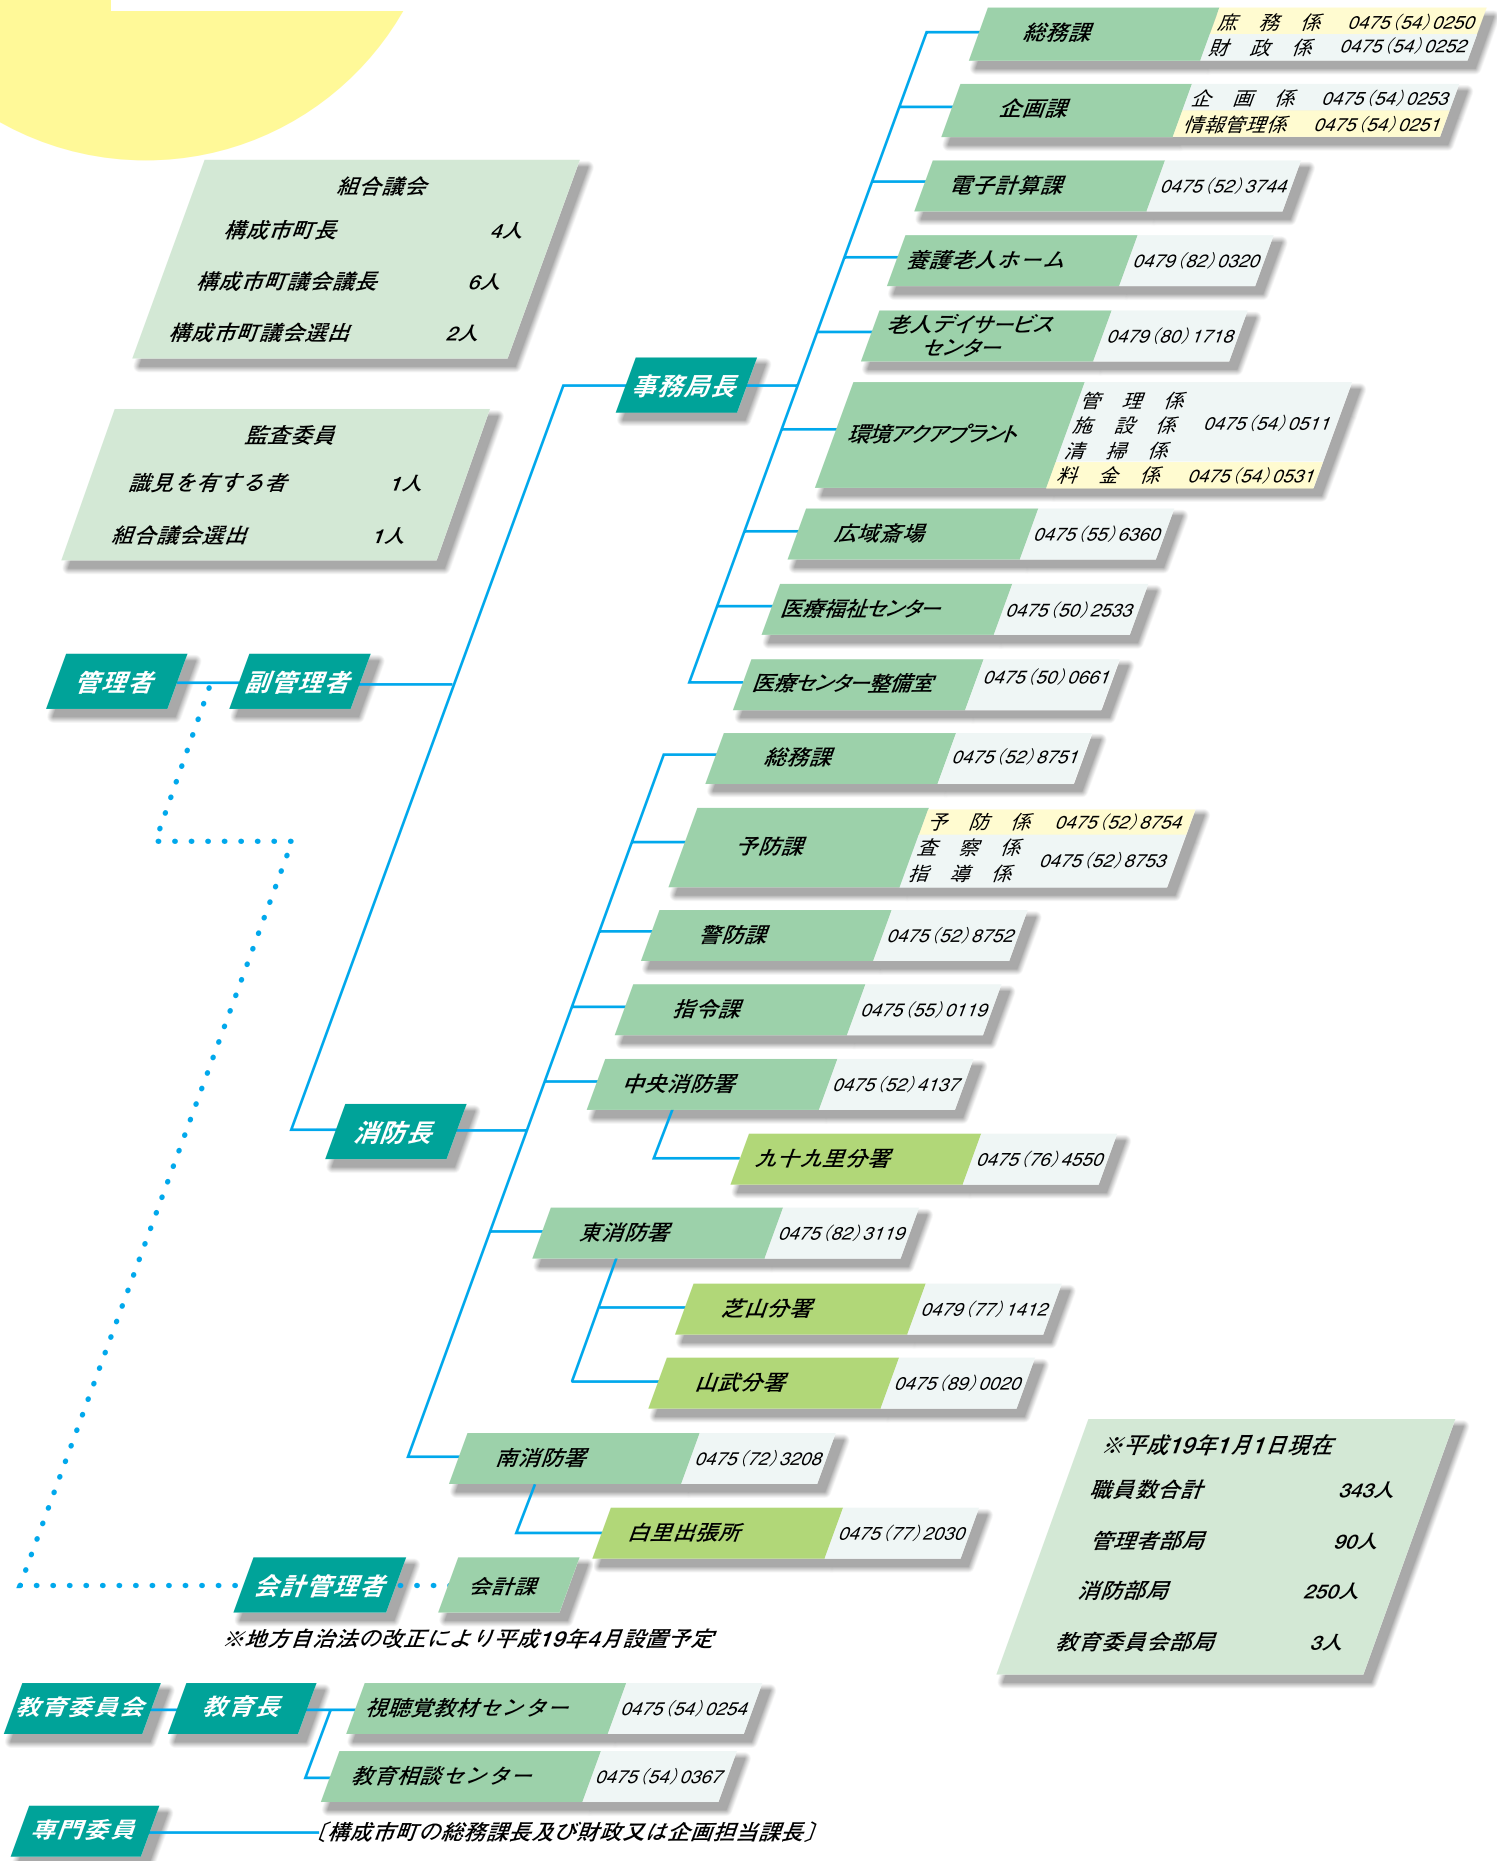 組合議会
構成市町長 4人
構成市町議会議長 6人
構成市町議会選出 2人
監査委員
識見を有する者 1人
組合議会選出 1人
管理者
副管理者
事務局長
総務課
庶務係 0475(54)0250
財政係 0475(54)0252
企画課
企画係 0475(54)0253
情報管理係 0475(54)0251
電子計算課 0475(52)3744
養護老人ホーム 0479(82)0320
老人デイサービス
センター
0479(80)1718
環境アクアプラント
管理係
施設係 0475(54)0511
清掃係
料金係 0475(54)0531
広域斎場 0475(55)6360
医療福祉センター 0475(50)2533
医療センター整備室 0475(50)0661
消防長
総務課 0475(52)8751
予防課
予防係 0475(52)8754
査察係 0475(52)8753
指導係
警防課 0475(52)8752
指令課 0475(55)0119
中央消防署 0475(52)4137
九十九里分署 0475(76)4550
東消防署 0475(82)3119
芝山分署 0479(77)1412
山武分署 0475(89)0020
南消防署 0475(72)3208
白里出張所 0475(77)2030
会計管理者
会計課
※地方自治法の改正により平成19年4月設置予定
※平成19年1月1日現在
職員数合計 343人
管理者部局 90人
消防部局 250人
教育委員会部局 3人
教育委員会
教育長
視聴覚教材センター 0475(54)0254
教育相談センター 0475(54)0367
専門委員
〔構成市町の総務課長及び財政又は企画担当課長〕